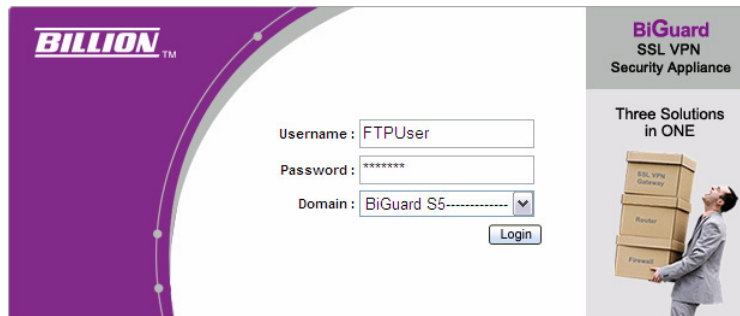 BILLION TM
Username : FTPUser
Password : *******
Domain : BiGuard S5-------------
Login
BiGuard
SSL VPN
Security Appliance
Three Solutions
in ONE
SSL VPN
Gateway
Router
Firewall